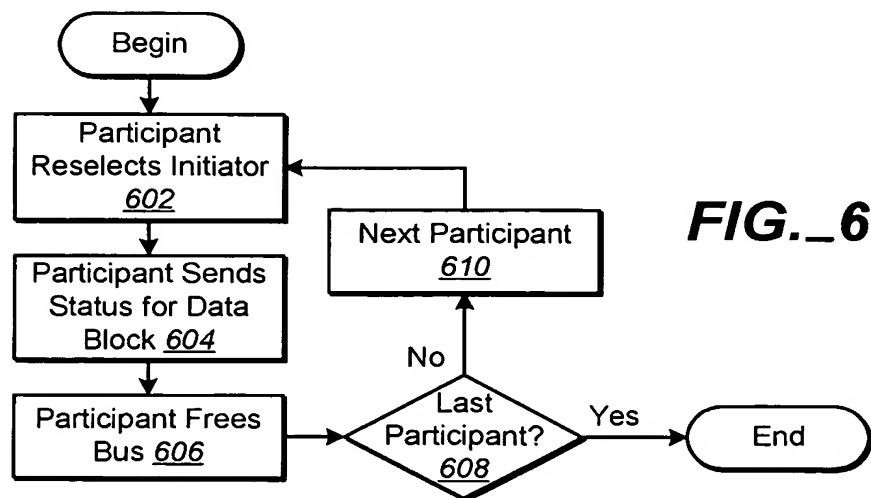 Begin
Participant
Reselects Initiator
602
Participant Sends
Status for Data
Block 604
Participant Frees
Bus 606
Last
Participant?
608
No
Next Participant
610
Yes
End
FIG._6